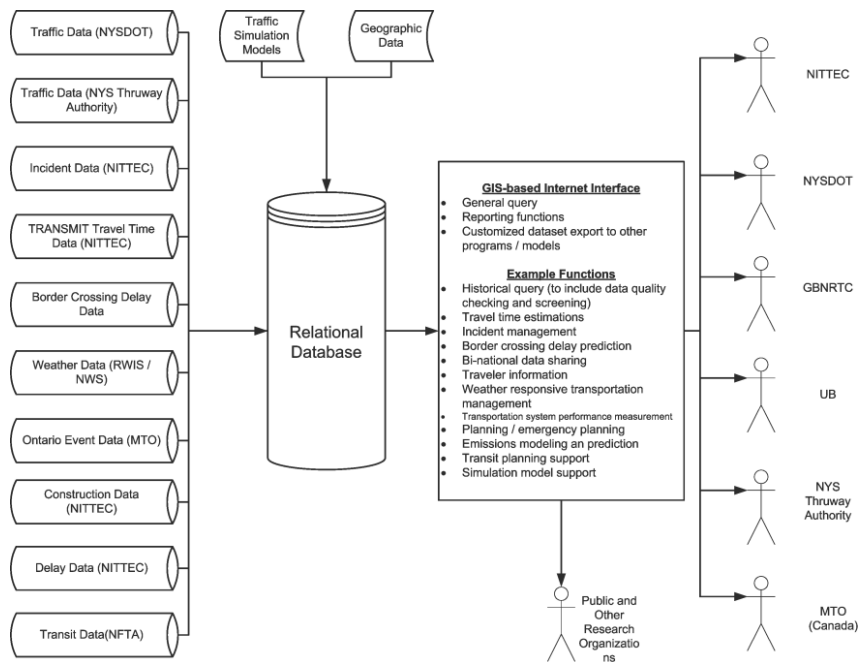 Traffic Data (NYSDOT)
Traffic Data (NYS Thruway
Authority)
Incident Data (NITTEC)
TRANSMIT Travel Time
Data (NITTEC)
Border Crossing Delay
Data
Weather Data (RWIS /
NWS)
Ontario Event Data (MTO)
Construction Data
(NITTEC)
Delay Data (NITTEC)
Transit Data(NFTA)
Traffic
Simulation
Models
Geographic
Data
Relational
Database
GIS-based Internet Interface
• General query
• Reporting functions
• Customized dataset export to other
programs / models
Example Functions
• Historical query (to include data quality
checking and screening)
• Travel time estimations
• Incident management
• Border crossing delay prediction
• Bi-national data sharing
• Traveler information
• Weather responsive transportation
management
• Transportation system performance measurement
• Planning / emergency planning
• Emissions modeling an prediction
• Transit planning support
• Simulation model support
Public and
Other
Research
Organizatio
ns
NITTEC
NYSDOT
GBNRTC
UB
NYS
Thruway
Authority
MTO
(Canada)